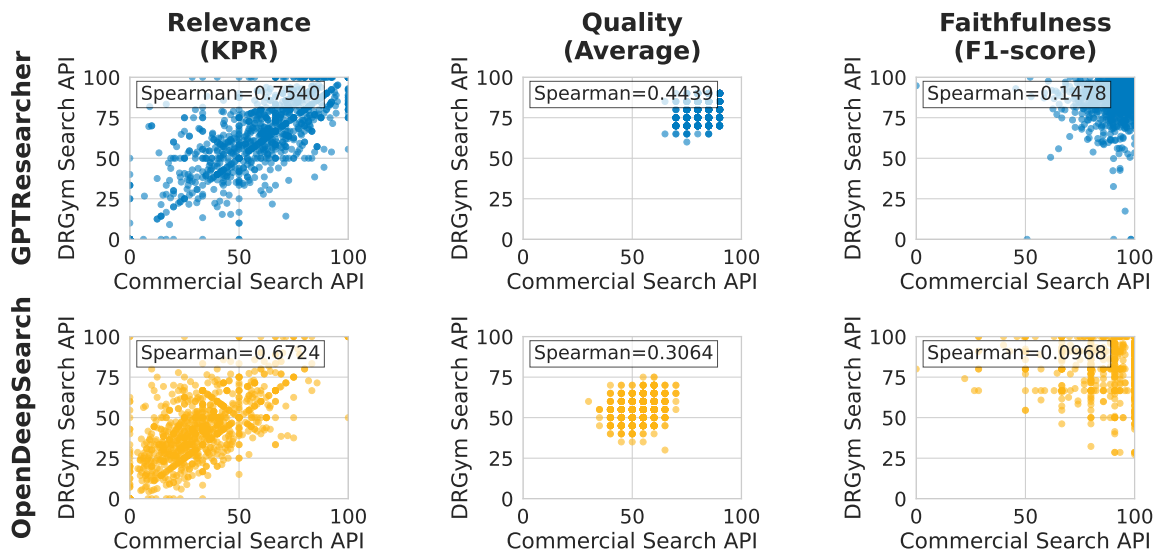 Relevance
(KPR)
Quality
(Average)
Faithfulness
(F1-score)
GPTResearcher
DRGym Search API
100
75
50
25
0
Spearman=0.7540
0 50 100
Commercial Search API
DRGym Search API
100
75
50
25
0
Spearman=0.4439
0 50 100
Commercial Search API
DRGym Search API
100
75
50
25
0
Spearman=0.1478
0 50 100
Commercial Search API
OpenDeepSearch
DRGym Search API
100
75
50
25
0
Spearman=0.6724
0 50 100
Commercial Search API
DRGym Search API
100
75
50
25
0
Spearman=0.3064
0 50 100
Commercial Search API
DRGym Search API
100
75
50
25
0
Spearman=0.0968
0 50 100
Commercial Search API